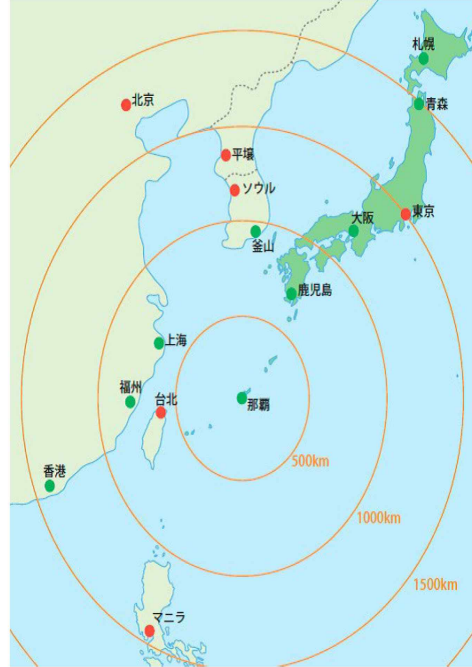 札幌
北京
青森
平壌
ソウル
東京
大阪
釜山
鹿児島
上海
福州
台北
那覇
500km
香港
1000km
1500km
マニラ